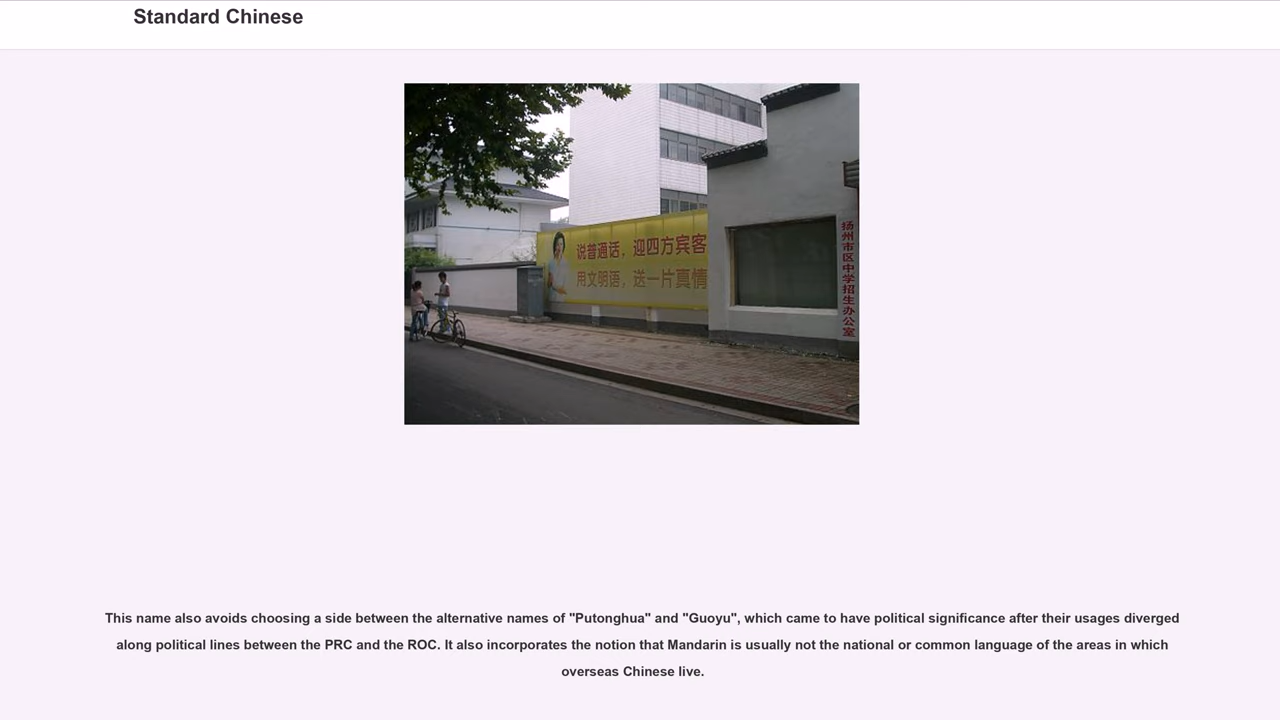 Standard Chinese
说普通话，迎四方宾客
用文明语，送一片真情
扬州市区中学招生办公室
This name also avoids choosing a side between the alternative names of "Putonghua" and "Guoyu", which came to have political significance after their usages diverged
along political lines between the PRC and the ROC. It also incorporates the notion that Mandarin is usually not the national or common language of the areas in which
overseas Chinese live.